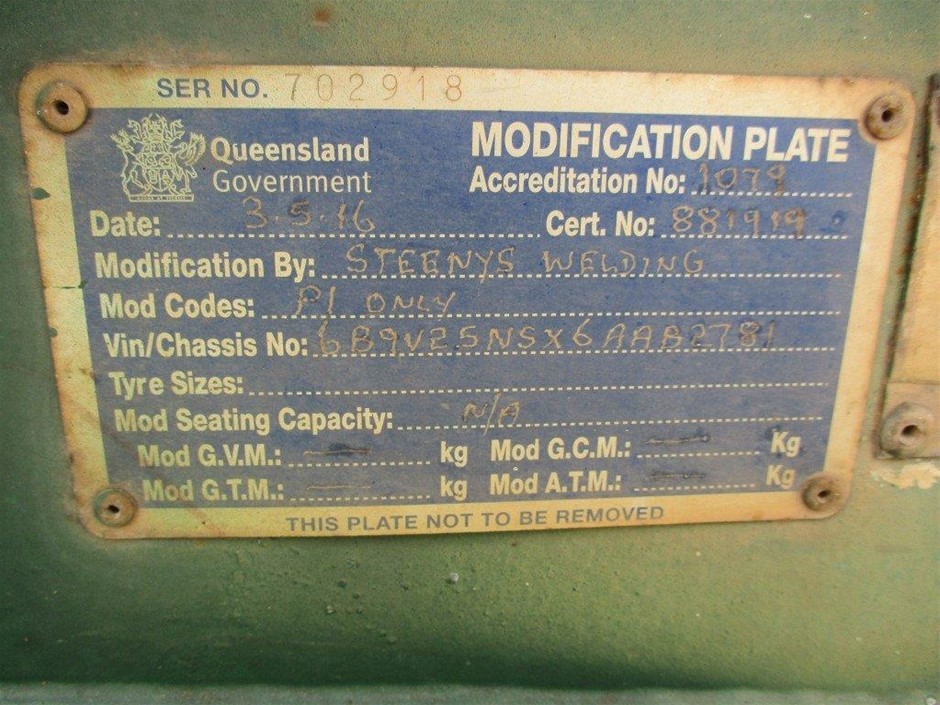 SER NO. 702918
Queensland Government
MODIFICATION PLATE
Accreditation No: 1079
Date: 3.5.16 Cert. No: 881919
Modification By: STEENYS WELDING
Mod Codes: P1 ONLY
Vin/Chassis No: 6B9V25NSX6AAB2781
Tyre Sizes:
Mod Seating Capacity: N/A
Mod G.V.M.: — kg Mod G.C.M.: — Kg
Mod G.T.M.: — kg Mod A.T.M.: — Kg
THIS PLATE NOT TO BE REMOVED